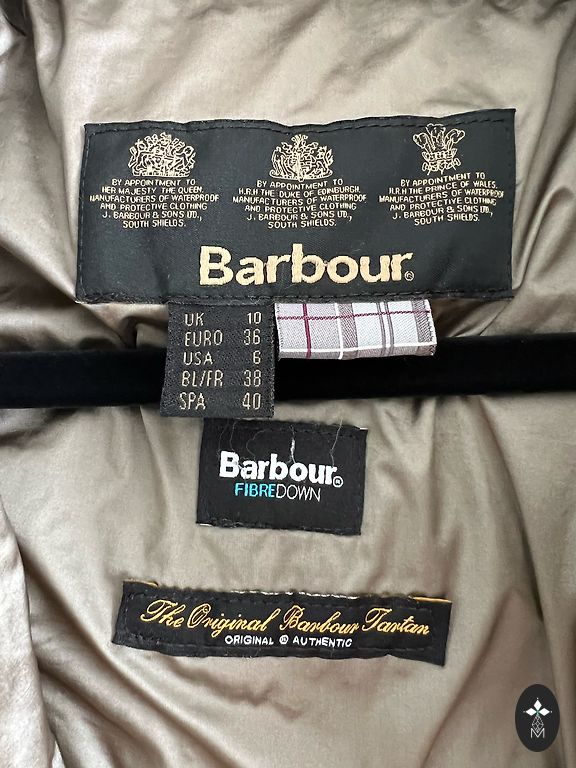 BY APPOINTMENT TO
HER MAJESTY THE QUEEN.
MANUFACTURERS OF WATERPROOF
AND PROTECTIVE CLOTHING
J. BARBOUR & SONS LTD.,
SOUTH SHIELDS.
BY APPOINTMENT TO
H.R.H THE DUKE OF EDINBURGH.
MANUFACTURERS OF WATERPROOF
AND PROTECTIVE CLOTHING
J. BARBOUR & SONS LTD.,
SOUTH SHIELDS.
BY APPOINTMENT TO
H.R.H THE PRINCE OF WALES.
MANUFACTURERS OF WATERPROOF
AND PROTECTIVE CLOTHING
J. BARBOUR & SONS LTD.,
SOUTH SHIELDS.
Barbour®
UK 10
EURO 36
USA 6
BL/FR 38
SPA 40
Barbour®
FIBREDOWN
The Original Barbour Tartan
ORIGINAL @ AUTHENTIC
M